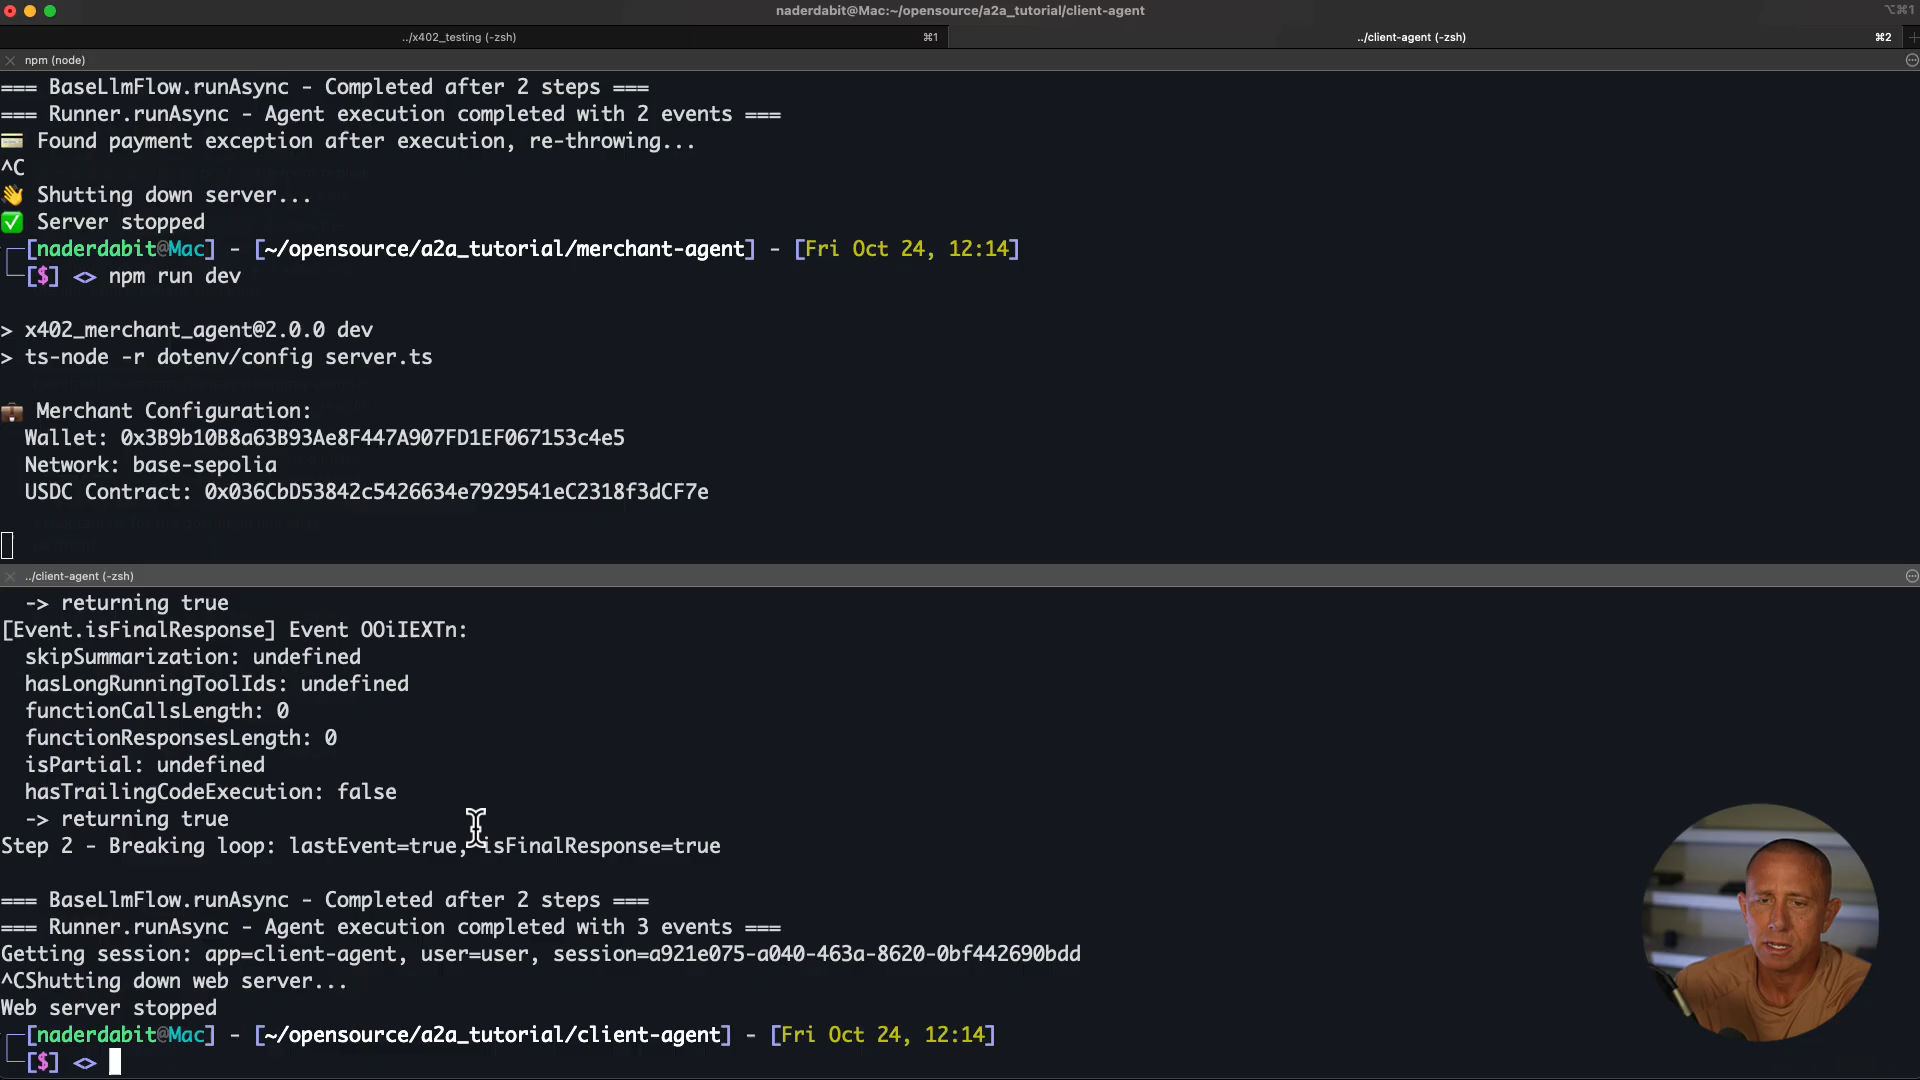 naderdabit@Mac:~/opensource/a2a_tutorial/client-agent
⌥⌘1
../x402_testing (-zsh)
⌘1
../client-agent (-zsh)
⌘2
npm (node)
=== BaseLlmFlow.runAsync - Completed after 2 steps ===
=== Runner.runAsync - Agent execution completed with 2 events ===
💳 Found payment exception after execution, re-throwing...
^C
👋 Shutting down server...
✅ Server stopped
[naderdabit@Mac] - [~/opensource/a2a_tutorial/merchant-agent] - [Fri Oct 24, 12:14]
[$] <> npm run dev
> x402_merchant_agent@2.0.0 dev
> ts-node -r dotenv/config server.ts
💼 Merchant Configuration:
Wallet: 0x3B9b10B8a63B93Ae8F447A907FD1EF067153c4e5
Network: base-sepolia
USDC Contract: 0x036CbD53842c5426634e7929541eC2318f3dCF7e
../client-agent (-zsh)
-> returning true
[Event.isFinalResponse] Event OOiIEXTn:
skipSummarization: undefined
hasLongRunningToolIds: undefined
functionCallsLength: 0
functionResponsesLength: 0
isPartial: undefined
hasTrailingCodeExecution: false
-> returning true
Step 2 - Breaking loop: lastEvent=true, isFinalResponse=true
=== BaseLlmFlow.runAsync - Completed after 2 steps ===
=== Runner.runAsync - Agent execution completed with 3 events ===
Getting session: app=client-agent, user=user, session=a921e075-a040-463a-8620-0bf442690bdd
^CShutting down web server...
Web server stopped
[naderdabit@Mac] - [~/opensource/a2a_tutorial/client-agent] - [Fri Oct 24, 12:14]
[$] <>